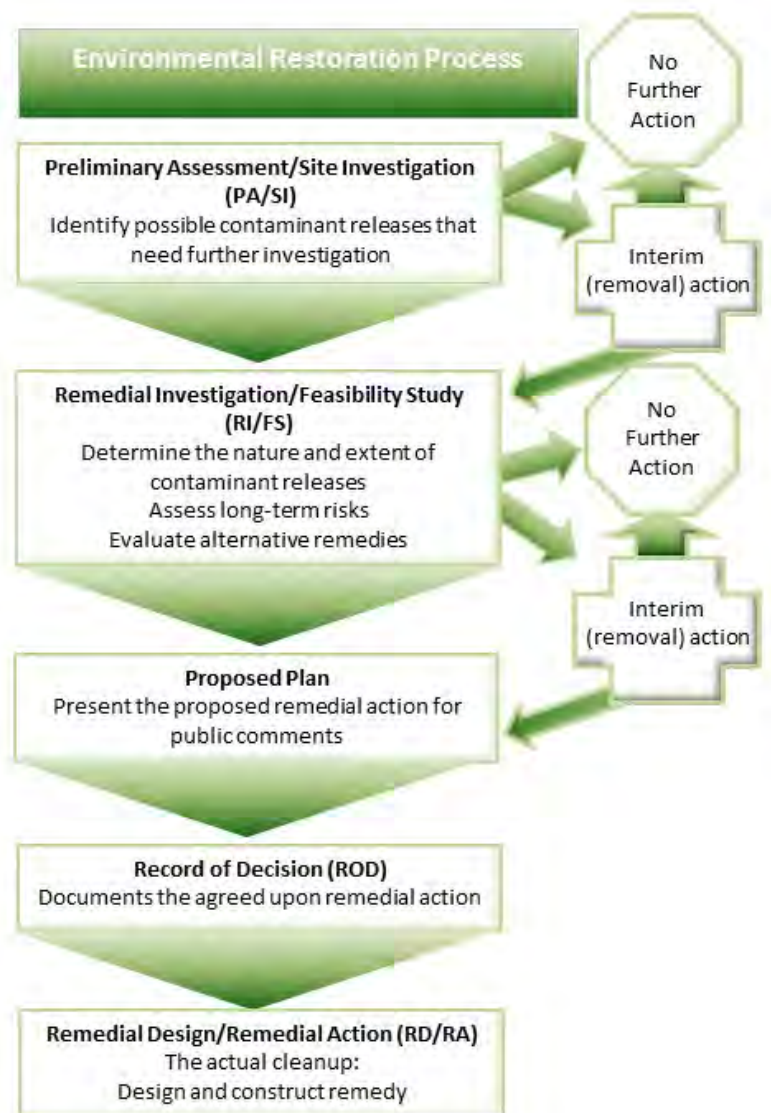 Environmental Restoration Process
No
Further
Action
Preliminary Assessment/Site Investigation
(PA/SI)
Identify possible contaminant releases that
need further investigation
Interim
(removal) action
Remedial Investigation/Feasibility Study
(RI/FS)
Determine the nature and extent of
contaminant releases
Assess long-term risks
Evaluate alternative remedies
No
Further
Action
Interim
(removal) action
Proposed Plan
Present the proposed remedial action for
public comments
Record of Decision (ROD)
Documents the agreed upon remedial action
Remedial Design/Remedial Action (RD/RA)
The actual cleanup:
Design and construct remedy